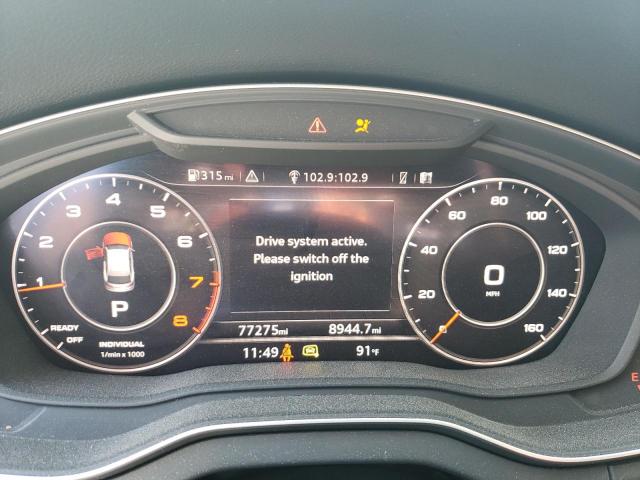 315 mi 102.9:102.9
1 2 3 4 5 6 7 8
P
READY
OFF
INDIVIDUAL
1/min x 1000
Drive system active.
Please switch off the
ignition
77275mi 8944.7mi
11:49 91°F
0 20 40 60 80 100 120 140 160
0
MPH
E